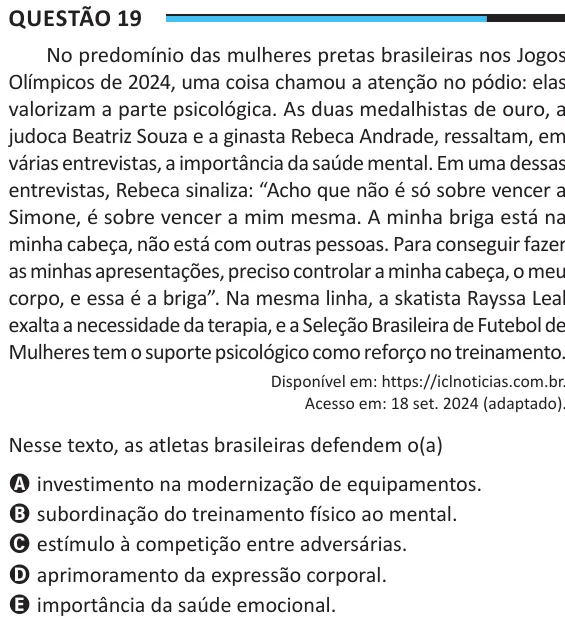 QUESTÃO 19
No predomínio das mulheres pretas brasileiras nos Jogos
Olímpicos de 2024, uma coisa chamou a atenção no pódio: elas
valorizam a parte psicológica. As duas medalhistas de ouro, a
judoca Beatriz Souza e a ginasta Rebeca Andrade, ressaltam, em
várias entrevistas, a importância da saúde mental. Em uma dessas
entrevistas, Rebeca sinaliza: “Acho que não é só sobre vencer a
Simone, é sobre vencer a mim mesma. A minha briga está na
minha cabeça, não está com outras pessoas. Para conseguir fazer
as minhas apresentações, preciso controlar a minha cabeça, o meu
corpo, e essa é a briga”. Na mesma linha, a skatista Rayssa Leal
exalta a necessidade da terapia, e a Seleção Brasileira de Futebol de
Mulheres tem o suporte psicológico como reforço no treinamento.
Disponível em: https://iclnoticias.com.br.
Acesso em: 18 set. 2024 (adaptado).
Nesse texto, as atletas brasileiras defendem o(a)
A investimento na modernização de equipamentos.
B subordinação do treinamento físico ao mental.
C estímulo à competição entre adversárias.
D aprimoramento da expressão corporal.
E importância da saúde emocional.